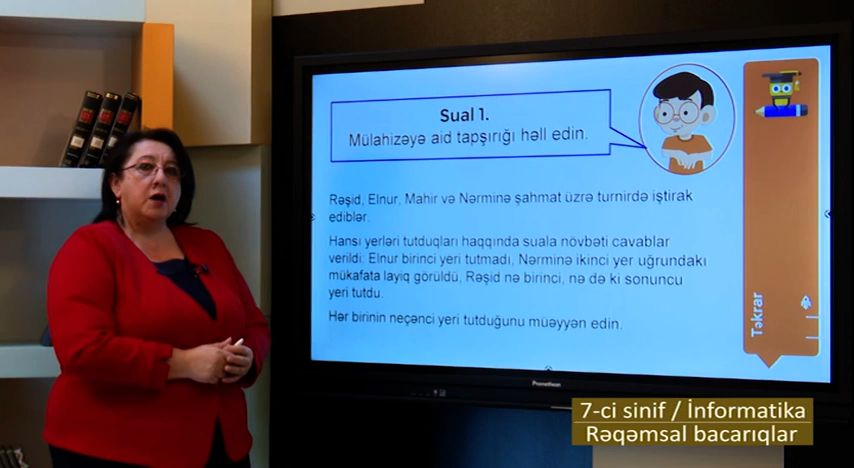 Sual 1.
Mülahizəyə aid tapşırığı həll edin.
Rəşid, Elnur, Mahir və Nərminə şahmat üzrə turnirdə iştirak
ediblər.
Hansı yerləri tutduqları haqqında suala növbəti cavablar
verildi: Elnur birinci yeri tutmadı, Nərminə ikinci yer uğrundakı
mükafata layiq görüldü, Rəşid nə birinci, nə də ki sonuncu
yeri tutdu.
Hər birinin neçənci yeri tutduğunu müəyyən edin.
Təkrar
Promethean
7-ci sinif / İnformatika
Rəqəmsal bacarıqlar